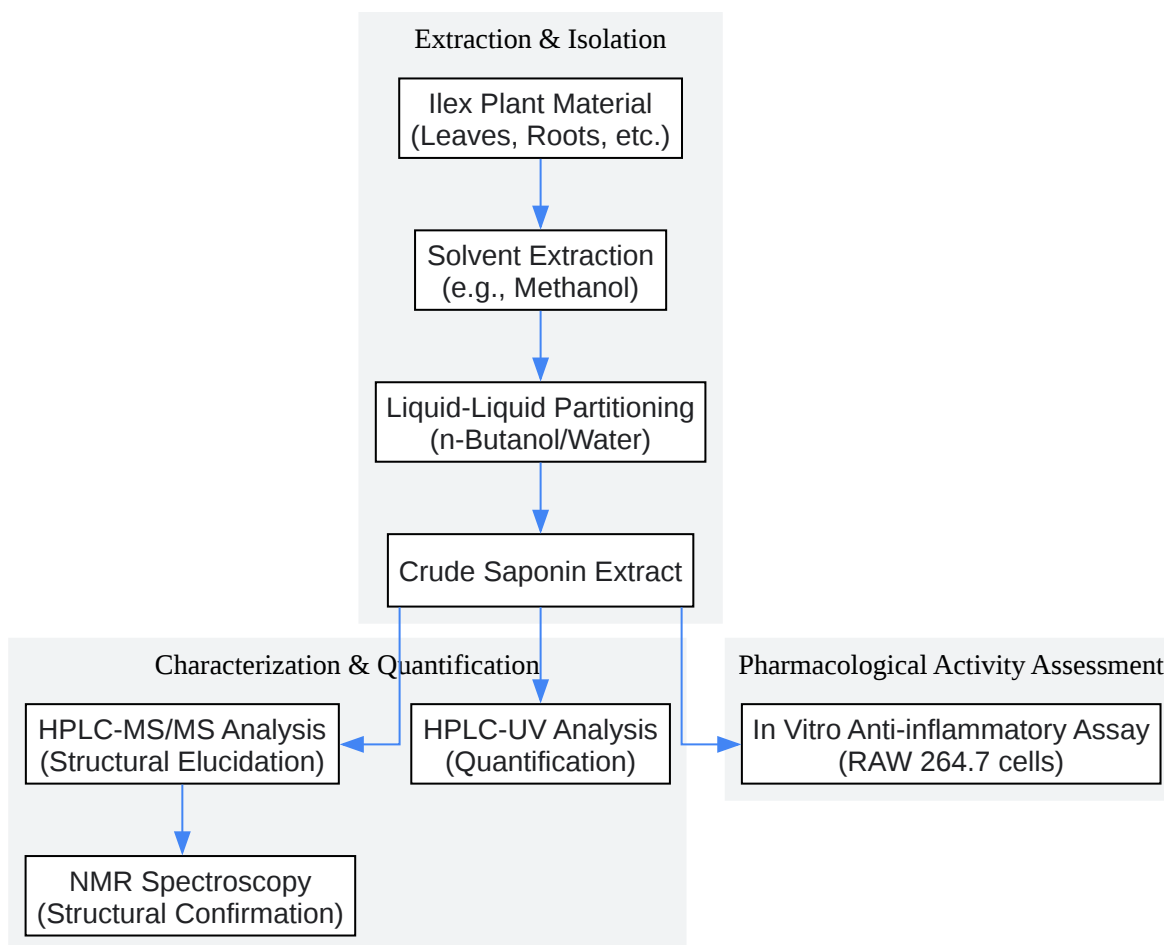 Extraction & Isolation
Ilex Plant Material
(Leaves, Roots, etc.)
Solvent Extraction
(e.g., Methanol)
Liquid-Liquid Partitioning
(n-Butanol/Water)
Crude Saponin Extract
Characterization & Quantification
HPLC-MS/MS Analysis
(Structural Elucidation)
HPLC-UV Analysis
(Quantification)
NMR Spectroscopy
(Structural Confirmation)
Pharmacological Activity Assessment
In Vitro Anti-inflammatory Assay
(RAW 264.7 cells)